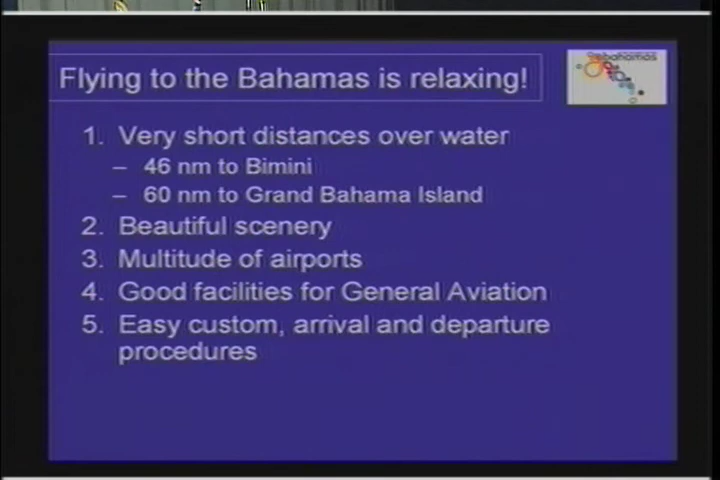 Flying to the Bahamas is relaxing!
bahamas
1. Very short distances over water
– 46 nm to Bimini
– 60 nm to Grand Bahama Island
2. Beautiful scenery
3. Multitude of airports
4. Good facilities for General Aviation
5. Easy custom, arrival and departure
procedures